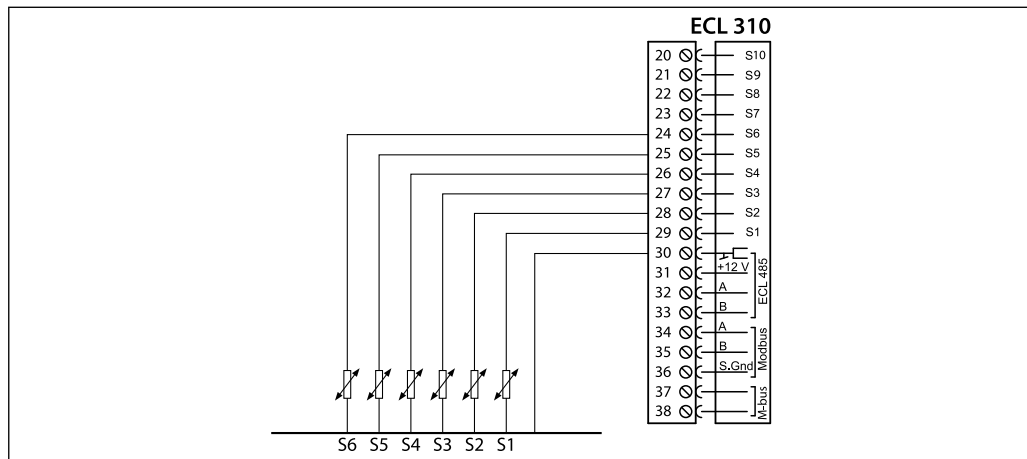 ECL 310
20 S10
21 S9
22 S8
23 S7
24 S6
25 S5
26 S4
27 S3
28 S2
29 S1
30
31 +12 V
32 A
33 B
ECL 485
34 A
35 B
36 S.Gnd
Modbus
37
38
M-bus
S6 S5 S4 S3 S2 S1